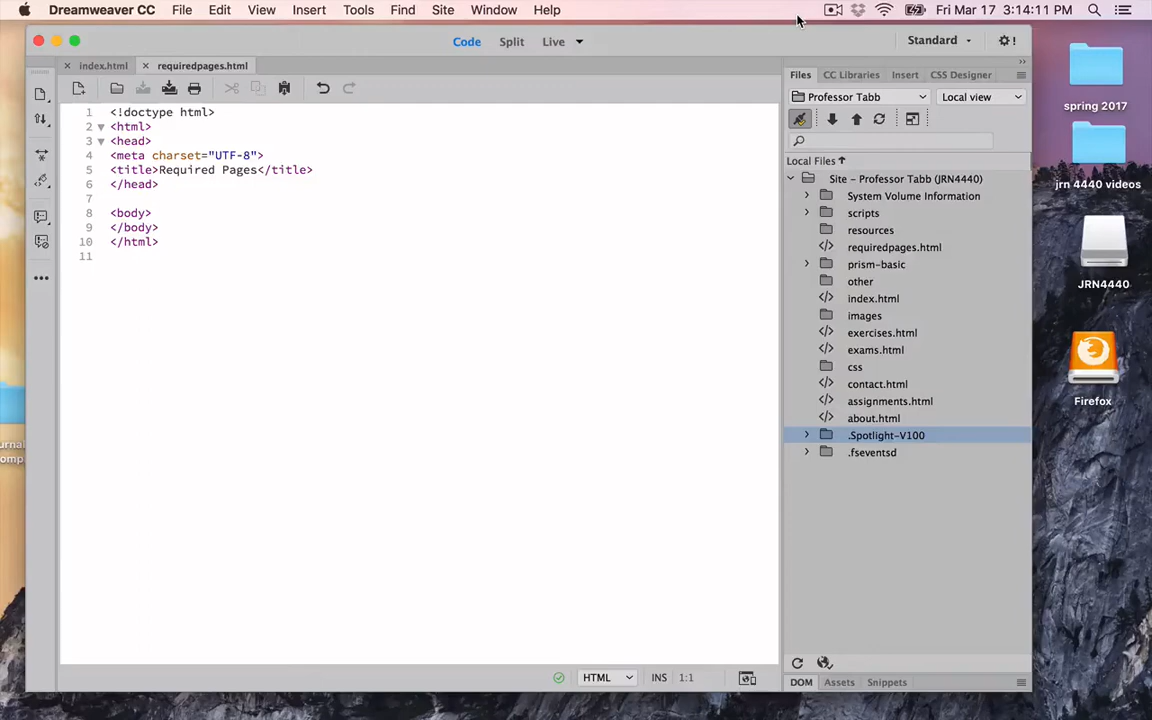 Dreamweaver CC File Edit View Insert Tools Find Site Window Help Fri Mar 17 3:14:11 PM
Code Split Live Standard
index.html requiredpages.html
Files CC Libraries Insert CSS Designer
Professor Tabb Local view
Local Files
Site - Professor Tabb (JRN4440)
System Volume Information
scripts
resources
requiredpages.html
prism-basic
other
index.html
images
exercises.html
exams.html
css
contact.html
assignments.html
about.html
.Spotlight-V100
.fseventsd
1 <!doctype html>
2 <html>
3 <head>
4 <meta charset="UTF-8">
5 <title>Required Pages</title>
6 </head>
7
8 <body>
9 </body>
10 </html>
11
HTML INS 1:1
DOM Assets Snippets
spring 2017
jrn 4440 videos
JRN4440
Firefox